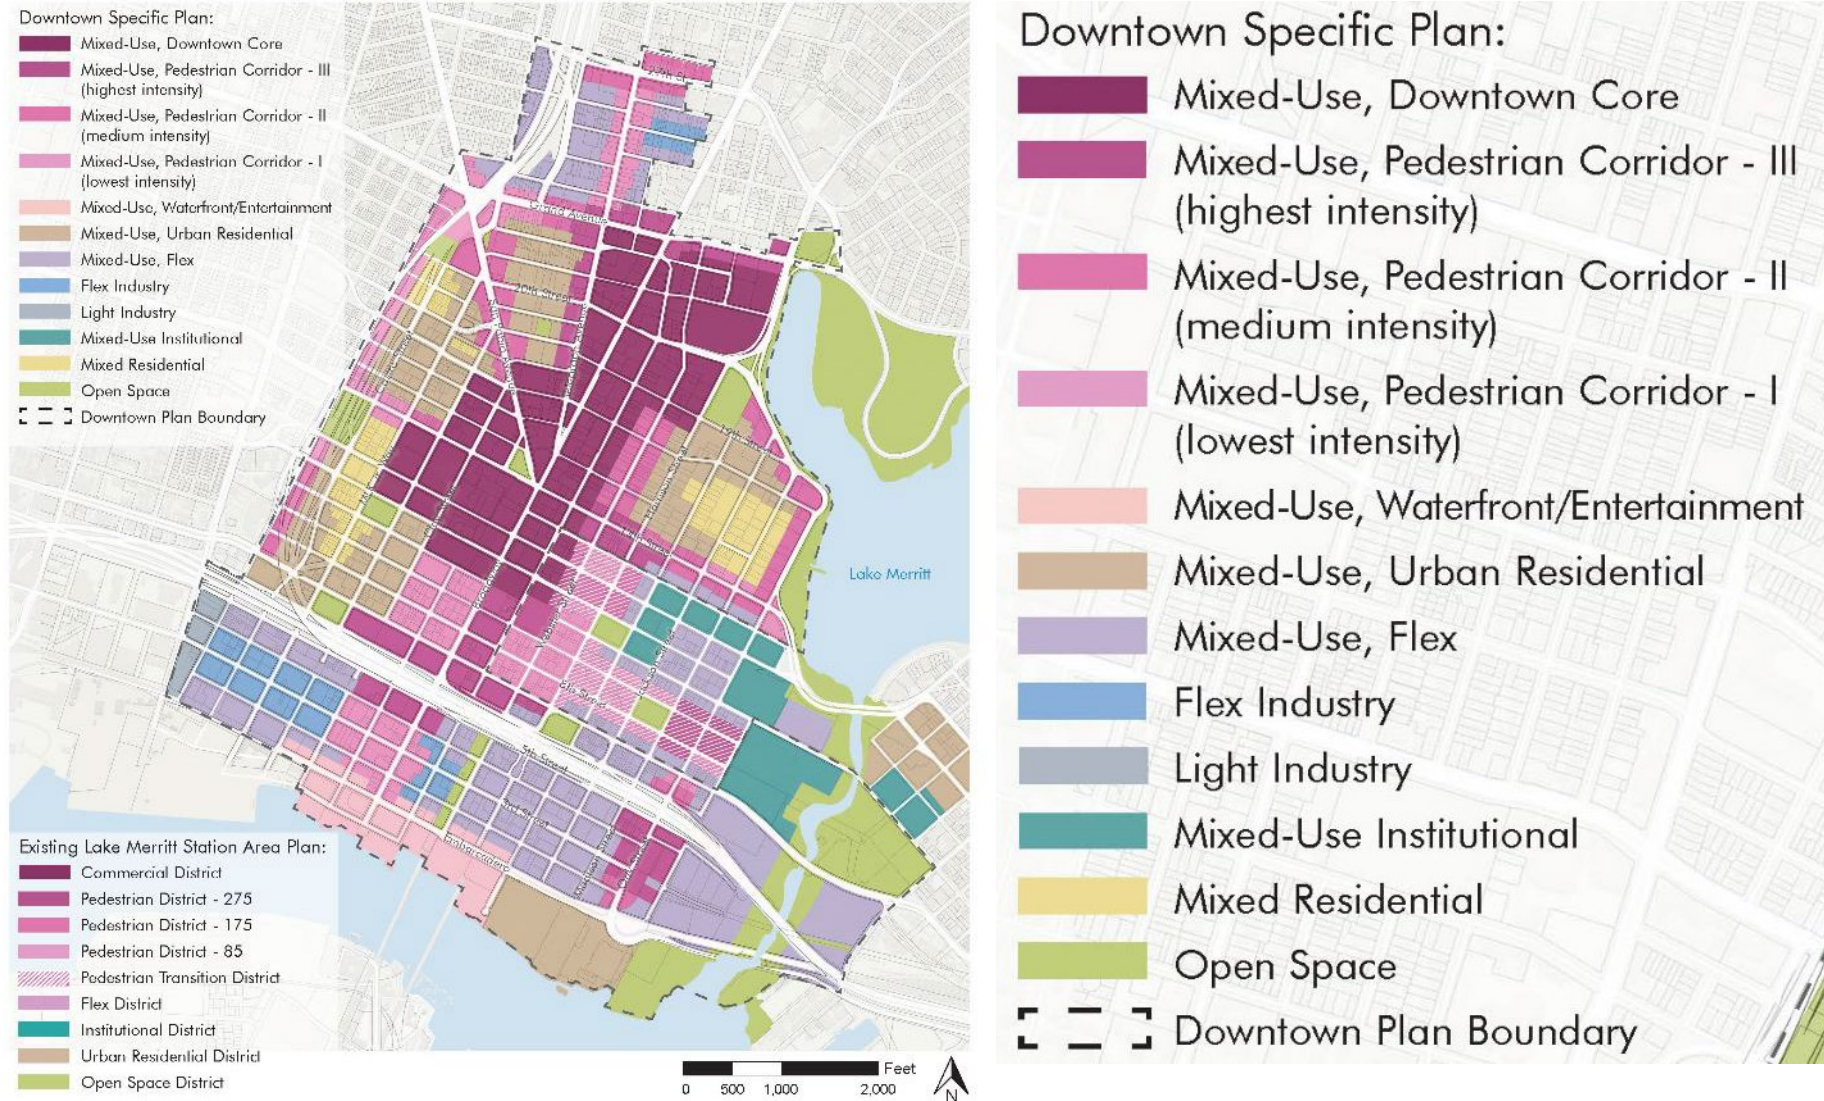 Downtown Specific Plan:
Mixed-Use, Downtown Core
Mixed-Use, Pedestrian Corridor - III
(highest intensity)
Mixed-Use, Pedestrian Corridor - II
(medium intensity)
Mixed-Use, Pedestrian Corridor - I
(lowest intensity)
Mixed-Use, Waterfront/Entertainment
Mixed-Use, Urban Residential
Mixed-Use, Flex
Flex Industry
Light Industry
Mixed-Use Institutional
Mixed Residential
Open Space
Downtown Plan Boundary
27th St
Grand Avenue
20th Street
Lake Merritt
5th Street
3rd Street
Embarcadero
Existing Lake Merritt Station Area Plan:
Commercial District
Pedestrian District - 275
Pedestrian District - 175
Pedestrian District - 85
Pedestrian Transition District
Flex District
Institutional District
Urban Residential District
Open Space District
Feet
0 500 1,000 2,000
N
Downtown Specific Plan:
Mixed-Use, Downtown Core
Mixed-Use, Pedestrian Corridor - III
(highest intensity)
Mixed-Use, Pedestrian Corridor - II
(medium intensity)
Mixed-Use, Pedestrian Corridor - I
(lowest intensity)
Mixed-Use, Waterfront/Entertainment
Mixed-Use, Urban Residential
Mixed-Use, Flex
Flex Industry
Light Industry
Mixed-Use Institutional
Mixed Residential
Open Space
Downtown Plan Boundary